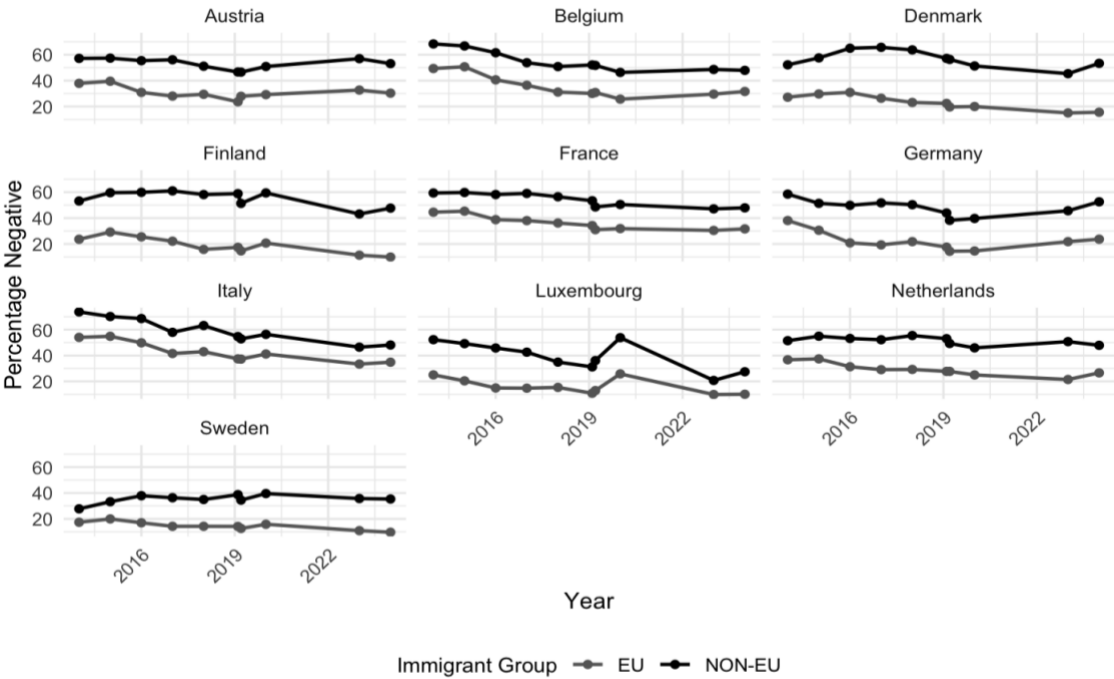 Austria Belgium Denmark
60
40
20
Finland France Germany
60
40
20
Percentage Negative
Italy Luxembourg Netherlands
60
40
20
2016 2019 2022 2016 2019 2022
Sweden
60
40
20
2016 2019 2022
Year
Immigrant Group EU NON-EU